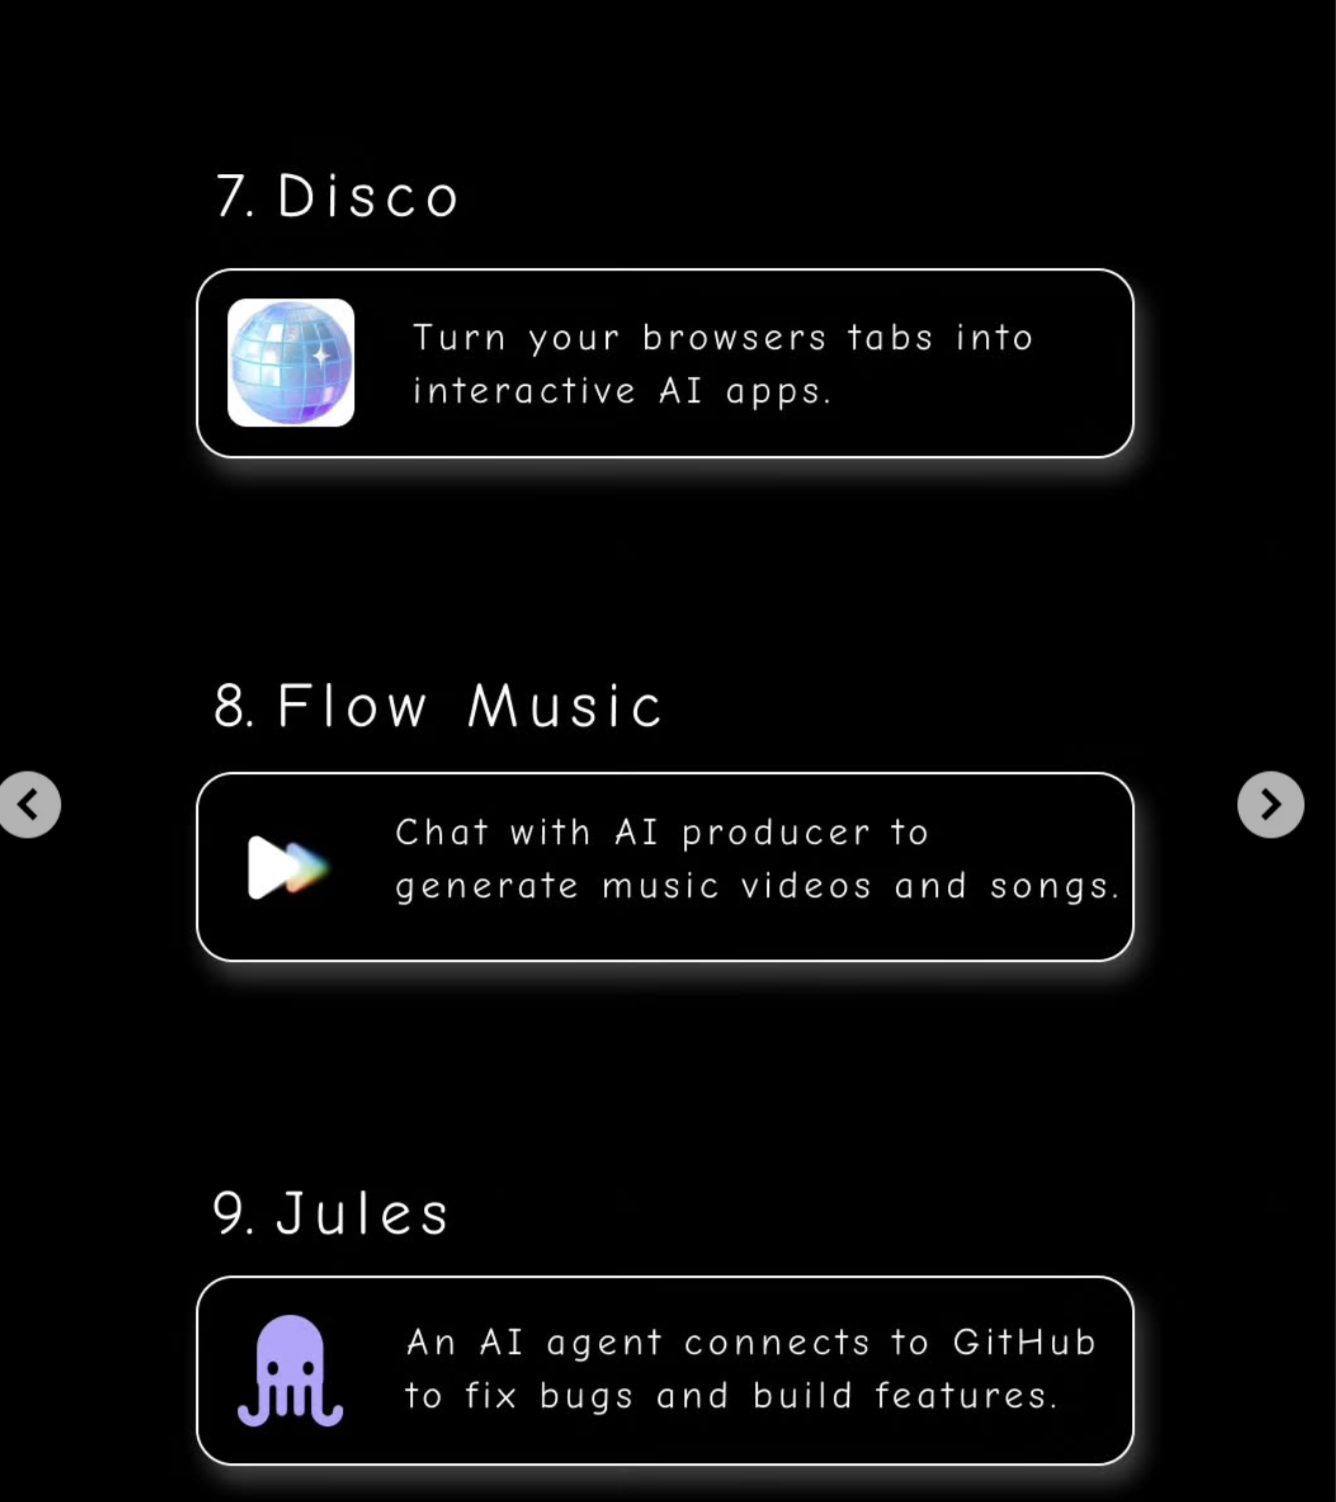 7. Disco
Turn your browsers tabs into
interactive AI apps.
8. Flow Music
Chat with AI producer to
generate music videos and songs.
9. Jules
An AI agent connects to GitHub
to fix bugs and build features.